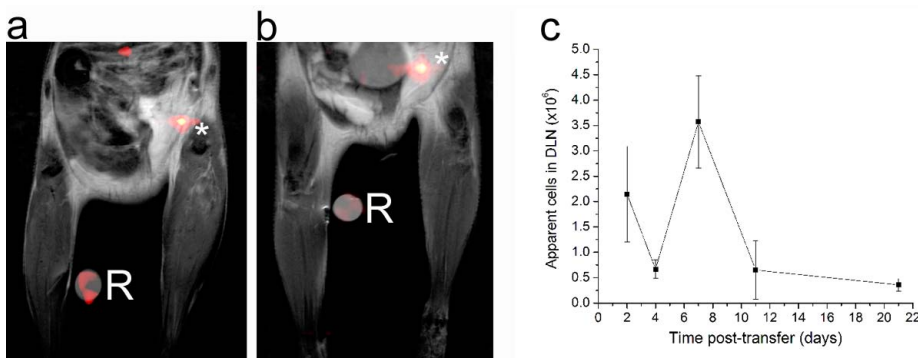 a
*
R
b
*
R
c
Apparent cells in DLN (x10⁶)
5.0
4.5
4.0
3.5
3.0
2.5
2.0
1.5
1.0
0.5
0.0
0 2 4 6 8 10 12 14 16 18 20 22
Time post-transfer (days)